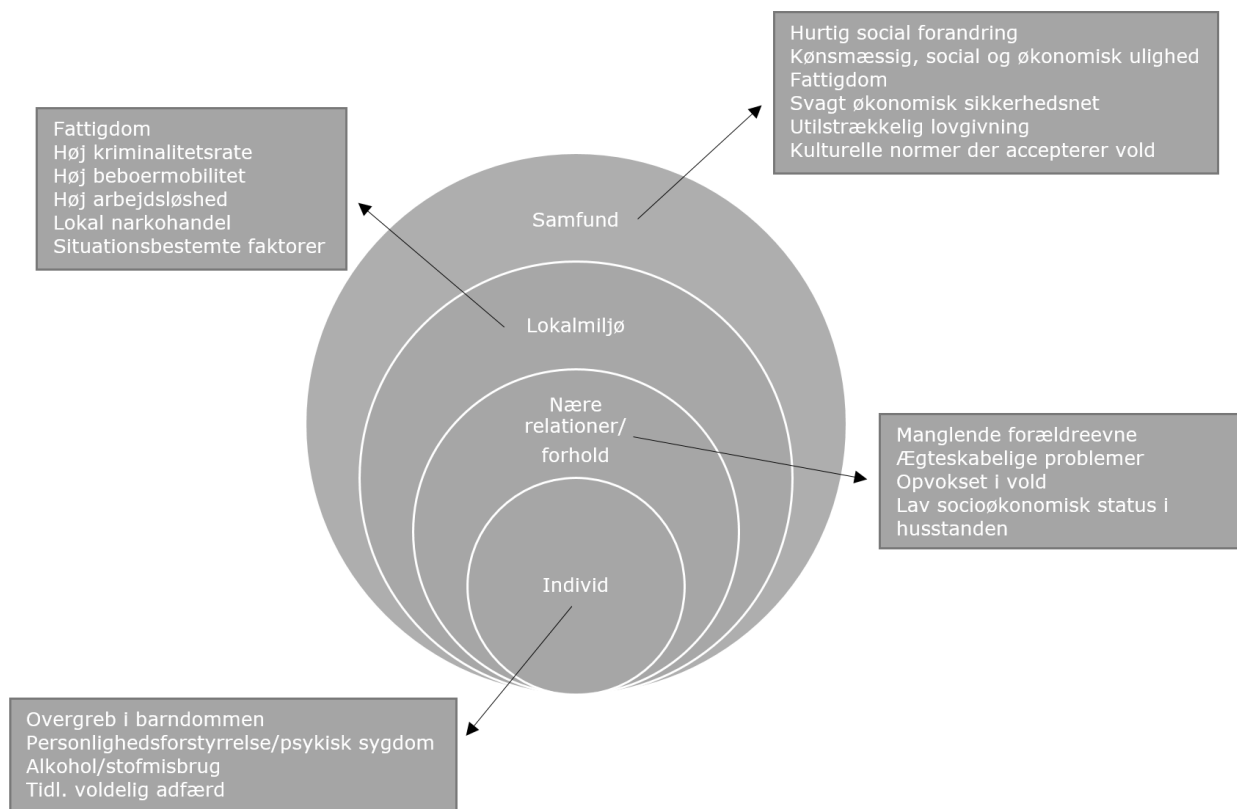 Hurtig social forandring
Kønsmæssig, social og økonomisk ulighed
Fattigdom
Svagt økonomisk sikkerhedsnet
Utilstrækkelig lovgivning
Kulturelle normer der accepterer vold
Fattigdom
Høj kriminalitetsrate
Høj beboermobilitet
Høj arbejdsløshed
Lokal narkohandel
Situationsbestemte faktorer
Samfund
Lokalmiljø
Nære
relationer/
forhold
Manglende forældreevne
Ægteskabelige problemer
Opvokset i vold
Lav socioøkonomisk status i
husstanden
Individ
Overgreb i barndommen
Personlighedsforstyrrelse/psykisk sygdom
Alkohol/stofmisbrug
Tidl. voldelig adfærd